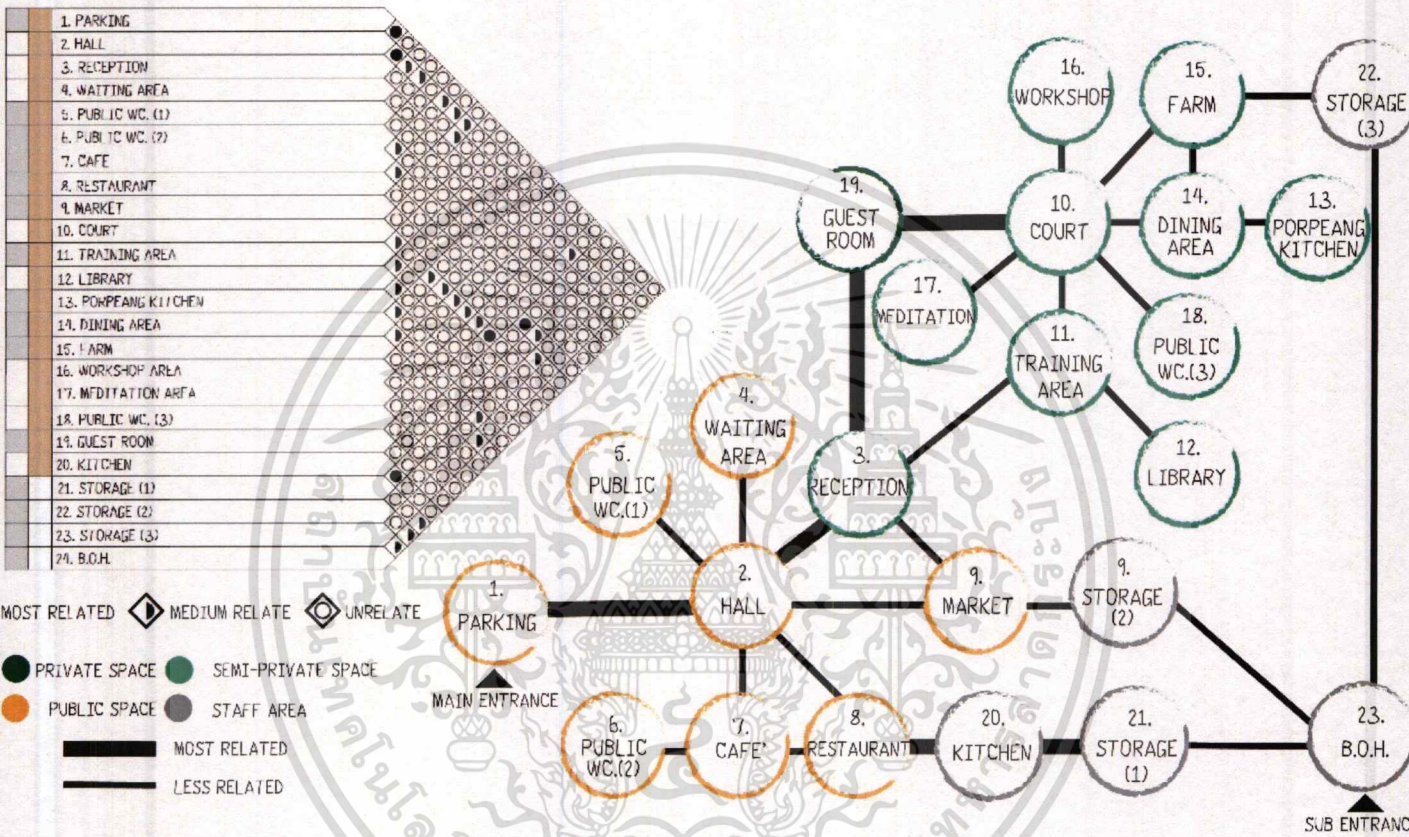 1. PARKING
2. HALL
3. RECEPTION
4. WAITING AREA
5. PUBLIC WC. (1)
6. PUBLIC WC. (2)
7. CAFE
8. RESTAURANT
9. MARKET
10. COURT
11. TRAINING AREA
12. LIBRARY
13. PORPEANG KITCHEN
14. DINING AREA
15. FARM
16. WORKSHOP AREA
17. MEDITATION AREA
18. PUBLIC WC. (3)
19. GUEST ROOM
20. KITCHEN
21. STORAGE (1)
22. STORAGE (2)
23. STORAGE (3)
24. B.O.H.
MOST RELATED
MEDIUM RELATE
UNRELATE
PRIVATE SPACE
SEMI-PRIVATE SPACE
PUBLIC SPACE
STAFF AREA
MOST RELATED
LESS RELATED
16.
WORKSHOP
15.
FARM
22.
STORAGE
(3)
19.
GUEST
ROOM
10.
COURT
14.
DINING
AREA
13.
PORPEANG
KITCHEN
17.
MEDITATION
11.
TRAINING
AREA
18.
PUBLIC
WC.(3)
4.
WAITING
AREA
5.
PUBLIC
WC.(1)
3.
RECEPTION
12.
LIBRARY
1.
PARKING
MAIN ENTRANCE
2.
HALL
9.
MARKET
9.
STORAGE
(2)
6.
PUBLIC
WC.(2)
7.
CAFE'
8.
RESTAURANT
20.
KITCHEN
21.
STORAGE
(1)
23.
B.O.H.
SUB ENTRANC